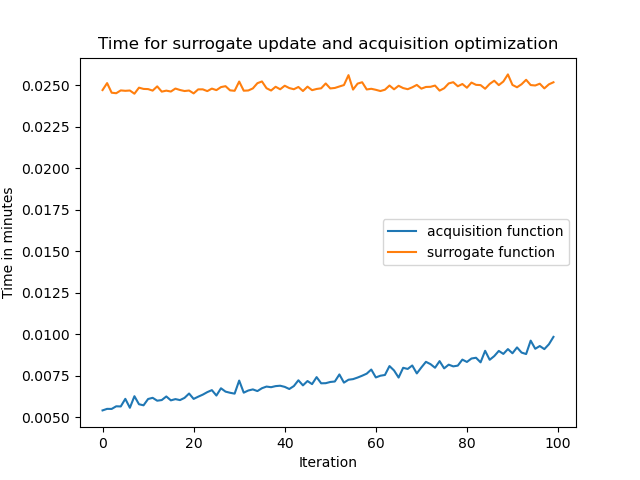 Time for surrogate update and acquisition optimization
0.0250
0.0225
0.0200
0.0175
0.0150
0.0125
0.0100
0.0075
0.0050
Time in minutes
acquisition function
surrogate function
0 20 40 60 80 100
Iteration